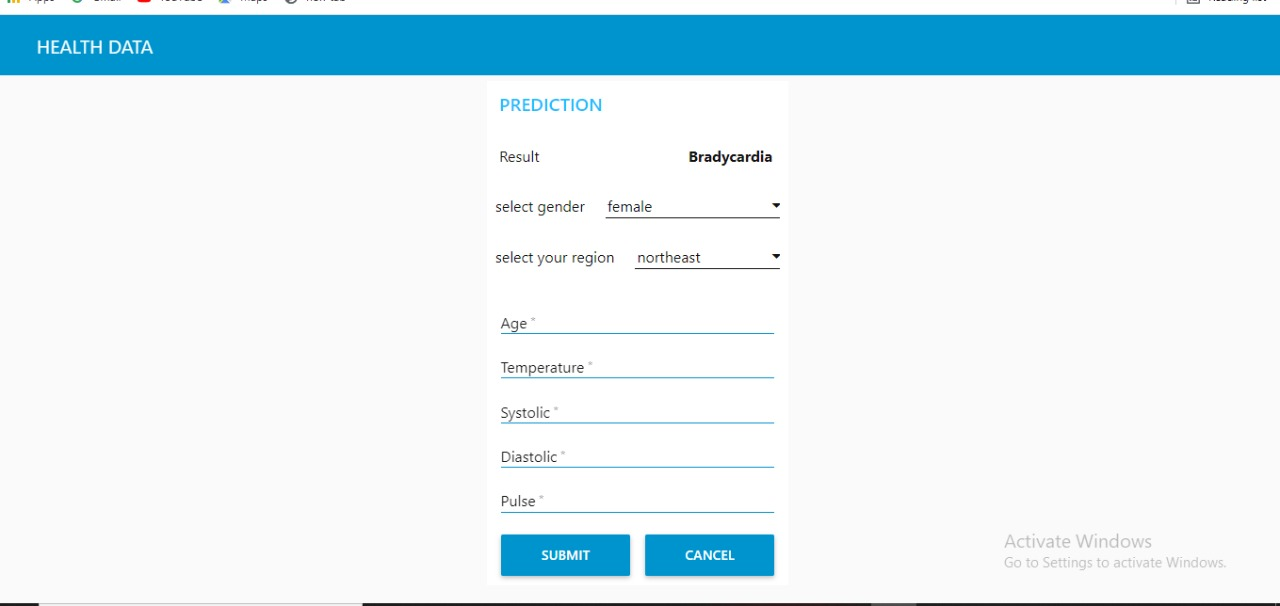 HEALTH DATA
PREDICTION
Result Bradycardia
select gender female
select your region northeast
Age *
Temperature *
Systolic *
Diastolic *
Pulse *
SUBMIT CANCEL
Activate Windows
Go to Settings to activate Windows.